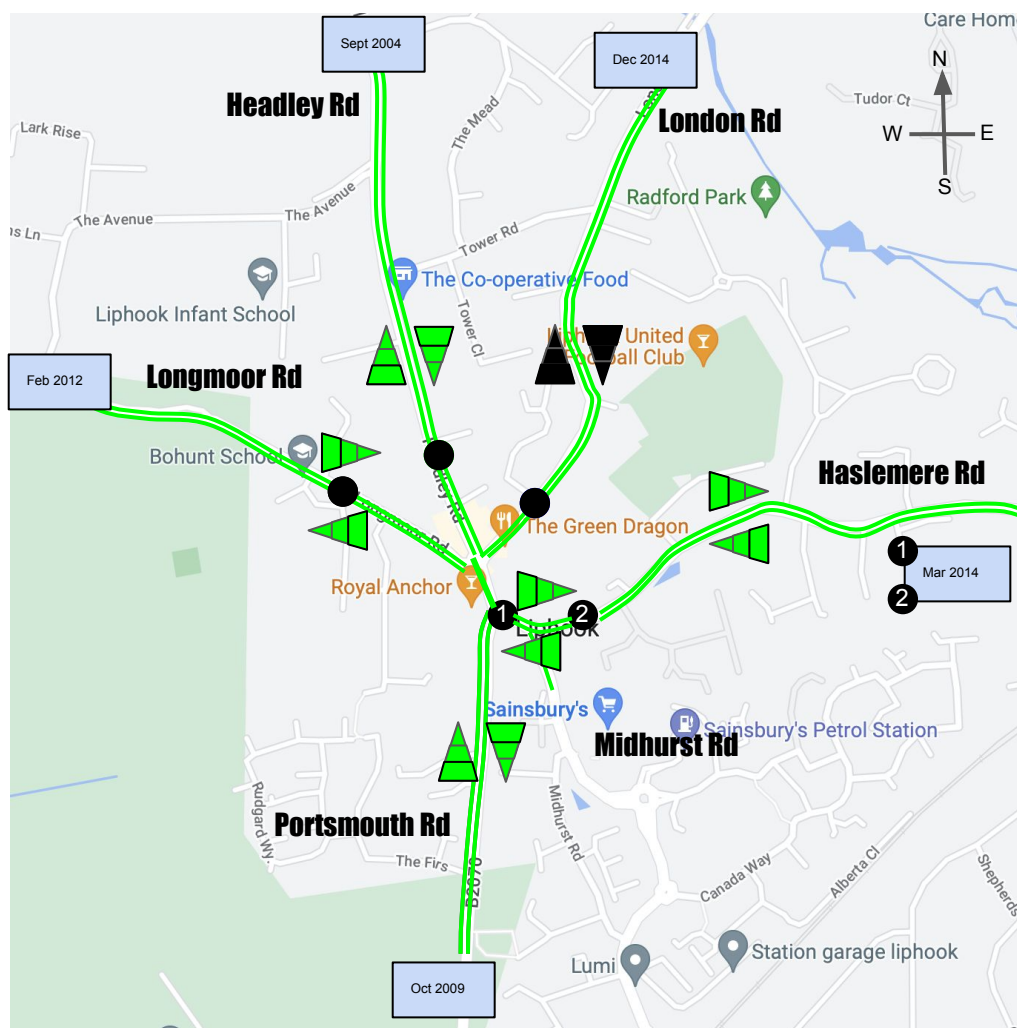 Care Home
Sept 2004
Dec 2014
N
Headley Rd
London Rd
Tudor Ct
W
E
S
The Mead
Lark Rise
The Avenue
The Avenue
Radford Park
Tower Rd
The Co-operative Food
Liphook Infant School
Tower Cl
United
Football Club
Feb 2012
Longmoor Rd
Bohunt School
Haslemere Rd
The Green Dragon
Royal Anchor
1
2
Liphook
1
Mar 2014
2
Sainsbury's
Sainsbury's Petrol Station
Midhurst Rd
Midhurst Rd
Portsmouth Rd
Rudgard Wy.
The Firs
B2070
Canada Way
Alberta Cl
Shepherds
Station garage liphook
Lumi
Oct 2009